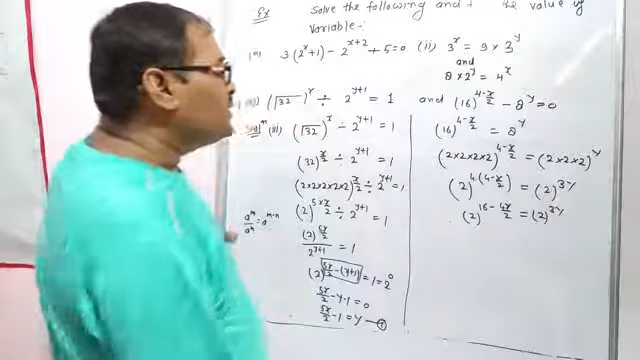 Ex Solve the following and the value of
Variable :-
3(2^x+1) - 2^{x+2} + 5 = 0 (ii) 3^x = 9 × 3^y
and
8 × 2^y = 4^x
(√32)^x ÷ 2^{y+1} = 1 and (16)^{4-x/2} - 8^y = 0
(iii) (√32)^x ÷ 2^{y+1} = 1
(32)^{x/2} ÷ 2^{y+1} = 1
(2×2×2×2×2)^{x/2} ÷ 2^{y+1} = 1
a^m/a^n = a^{m-n}
(2)^{5×x/2} ÷ 2^{y+1} = 1
(2)^{5x/2}/2^{y+1} = 1
(2)^{5x/2-(y+1)} = 1 = 2^0
5x/2 - y - 1 = 0
5x/2 - 1 = y
(16)^{4-x/2} = 8^y
(2×2×2×2)^{4-x/2} = (2×2×2)^y
(2)^{4·(4-x/2)} = (2)^{3y}
(2)^{16-4x/2} = (2)^{3y}